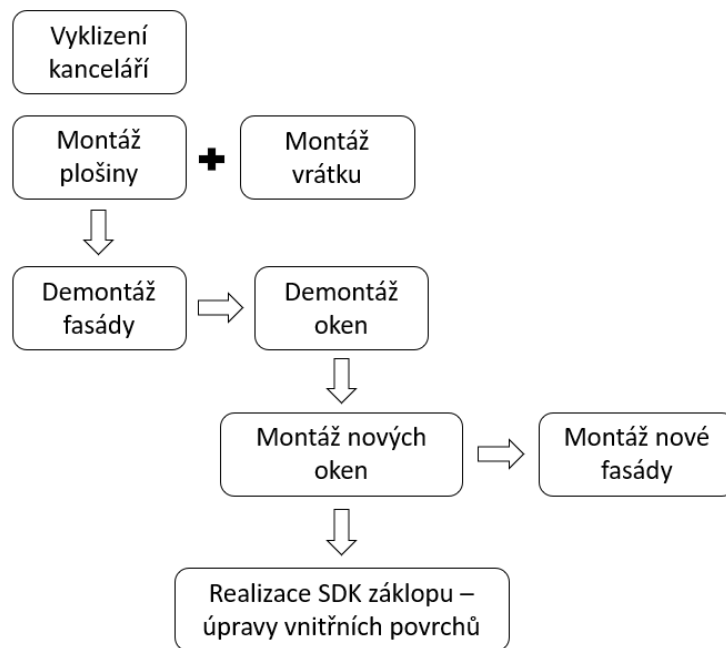 Vyklizení
kanceláří
Montáž
plošiny
Montáž
vrátku
Demontáž
fasády
Demontáž
oken
Montáž nových
oken
Montáž nové
fasády
Realizace SDK záklopu –
úpravy vnitřních povrchů